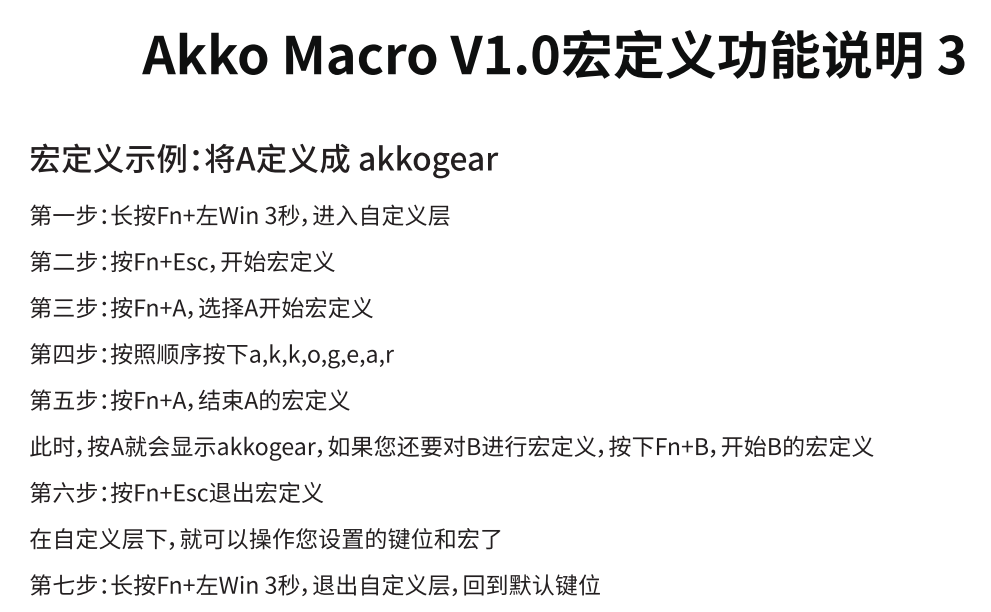 Akko Macro V1.0宏定义功能说明 3
宏定义示例：将A定义成 akkogear
第一步：长按Fn+左Win 3秒，进入自定义层
第二步：按Fn+Esc，开始宏定义
第三步：按Fn+A，选择A开始宏定义
第四步：按照顺序按下a,k,k,o,g,e,a,r
第五步：按Fn+A，结束A的宏定义
此时，按A就会显示akkogear，如果您还要对B进行宏定义，按下Fn+B，开始B的宏定义
第六步：按Fn+Esc退出宏定义
在自定义层下，就可以操作您设置的键位和宏了
第七步：长按Fn+左Win 3秒，退出自定义层，回到默认键位